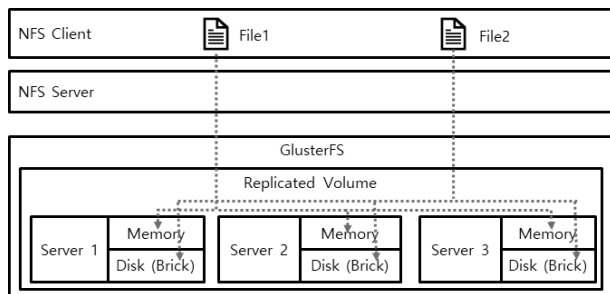 NFS Client
File1
File2
NFS Server
GlusterFS
Replicated Volume
Server 1
Memory
Disk (Brick)
Server 2
Memory
Disk (Brick)
Server 3
Memory
Disk (Brick)